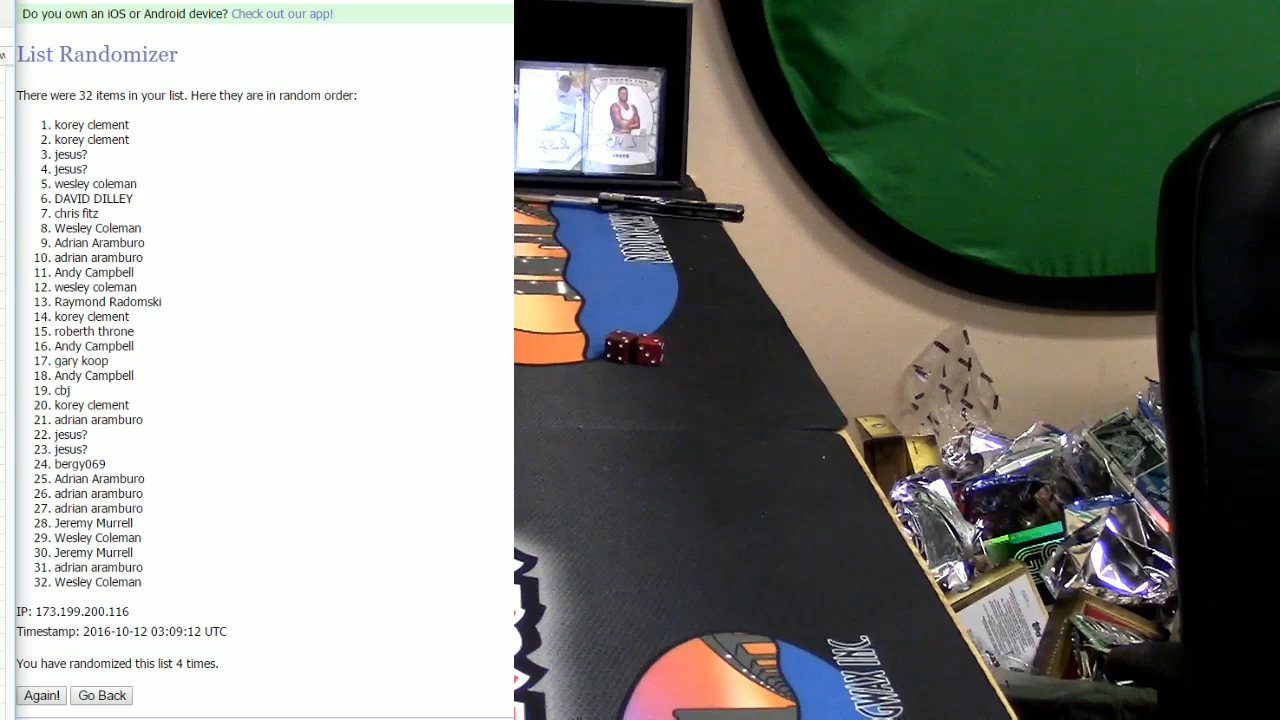 Do you own an iOS or Android device? Check out our app!
List Randomizer
There were 32 items in your list. Here they are in random order:
1. korey clement
2. korey clement
3. jesus?
4. jesus?
5. wesley coleman
6. DAVID DILLEY
7. chris fitz
8. Wesley Coleman
9. Adrian Aramburo
10. adrian aramburo
11. Andy Campbell
12. wesley coleman
13. Raymond Radomski
14. korey clement
15. roberth throne
16. Andy Campbell
17. gary koop
18. Andy Campbell
19. cbj
20. korey clement
21. adrian aramburo
22. jesus?
23. jesus?
24. bergy069
25. Adrian Aramburo
26. adrian aramburo
27. adrian aramburo
28. Jeremy Murrell
29. Wesley Coleman
30. Jeremy Murrell
31. adrian aramburo
32. Wesley Coleman
IP: 173.199.200.116
Timestamp: 2016-10-12 03:09:12 UTC
You have randomized this list 4 times.
Again!
Go Back
GWAX INC.